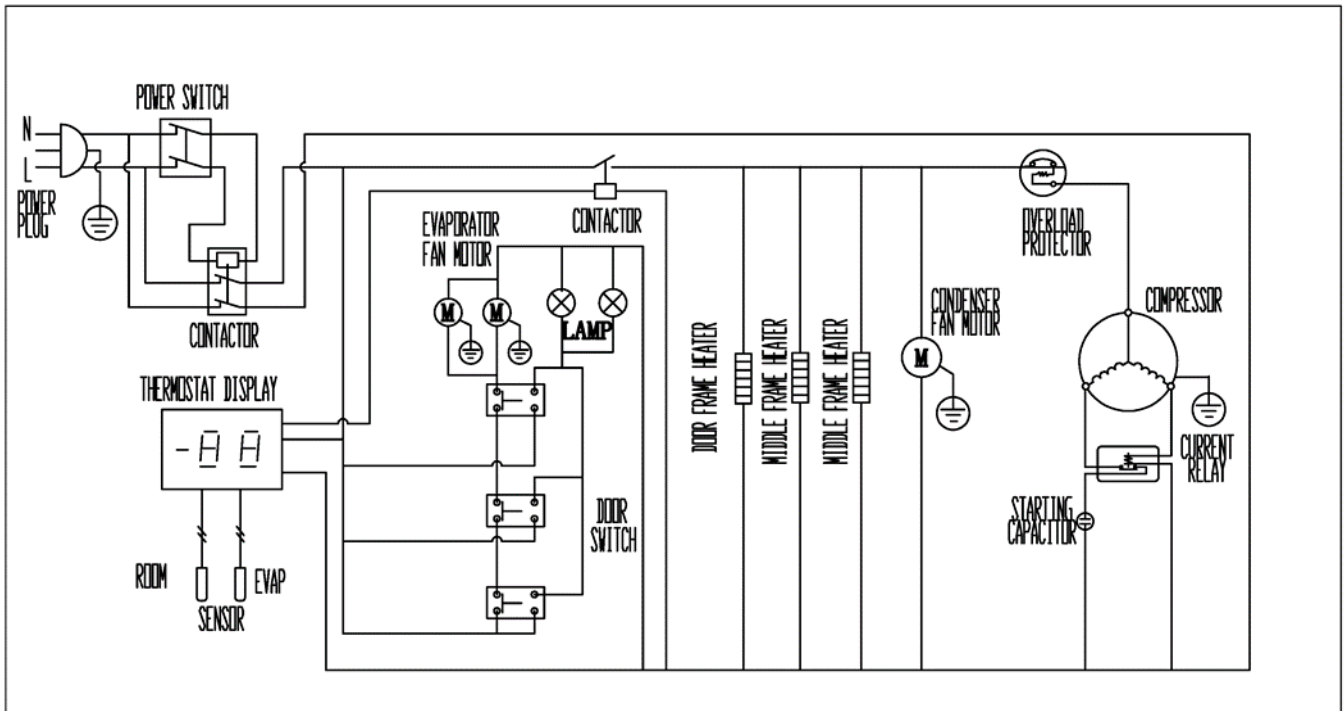 POWER SWITCH
N
L
POWER
PLUG
CONTACTOR
THERMOSTAT DISPLAY
-88
ROOM
EVAP
SENSOR
EVAPORATOR
FAN MOTOR
M
M
LAMP
CONTACTOR
DOOR
SWITCH
DOOR FRAME HEATER
MIDDLE FRAME HEATER
MIDDLE FRAME HEATER
CONDENSER
FAN MOTOR
M
OVERLOAD
PROTECTOR
COMPRESSOR
CURRENT
RELAY
STARTING
CAPACITOR